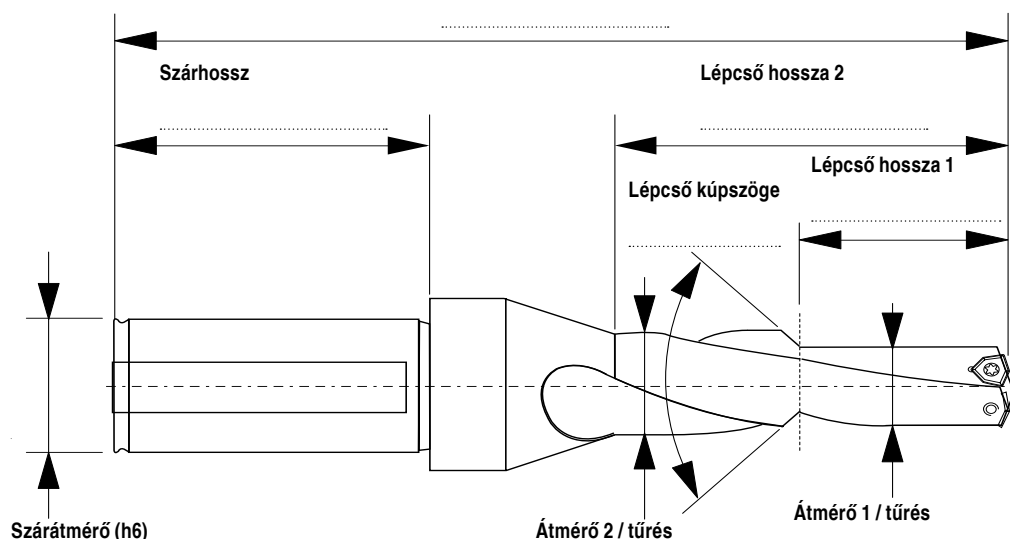 Szárhossz
Lépcső hossza 2
Lépcső hossza 1
Lépcső kúpszöge
Szárátmérő (h6)
Átmérő 2 / tűrés
Átmérő 1 / tűrés